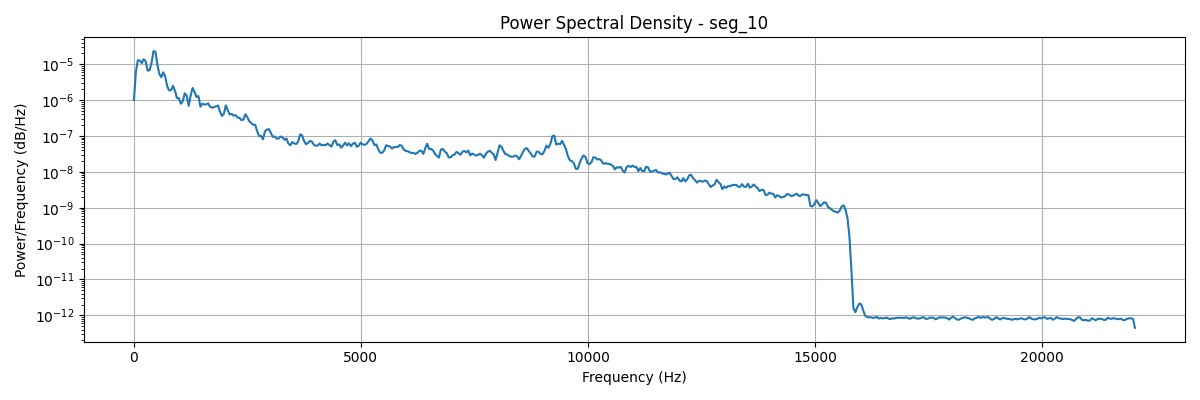 Power Spectral Density - seg_10
Power/Frequency (dB/Hz)
10⁻⁵
10⁻⁶
10⁻⁷
10⁻⁸
10⁻⁹
10⁻¹⁰
10⁻¹¹
10⁻¹²
0 5000 10000 15000 20000
Frequency (Hz)